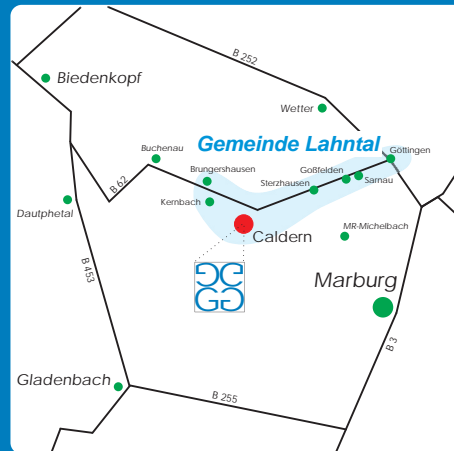 B 252
Biedenkopf
Wetter
Gemeinde Lahntal
Buchenau
Göttingen
Brungershausen
Goßfelden
Sarnau
Sterzhausen
B 62
Kernbach
Dautphetal
MR-Michelbach
Caldern
B 453
Marburg
B 3
Gladenbach
B 255